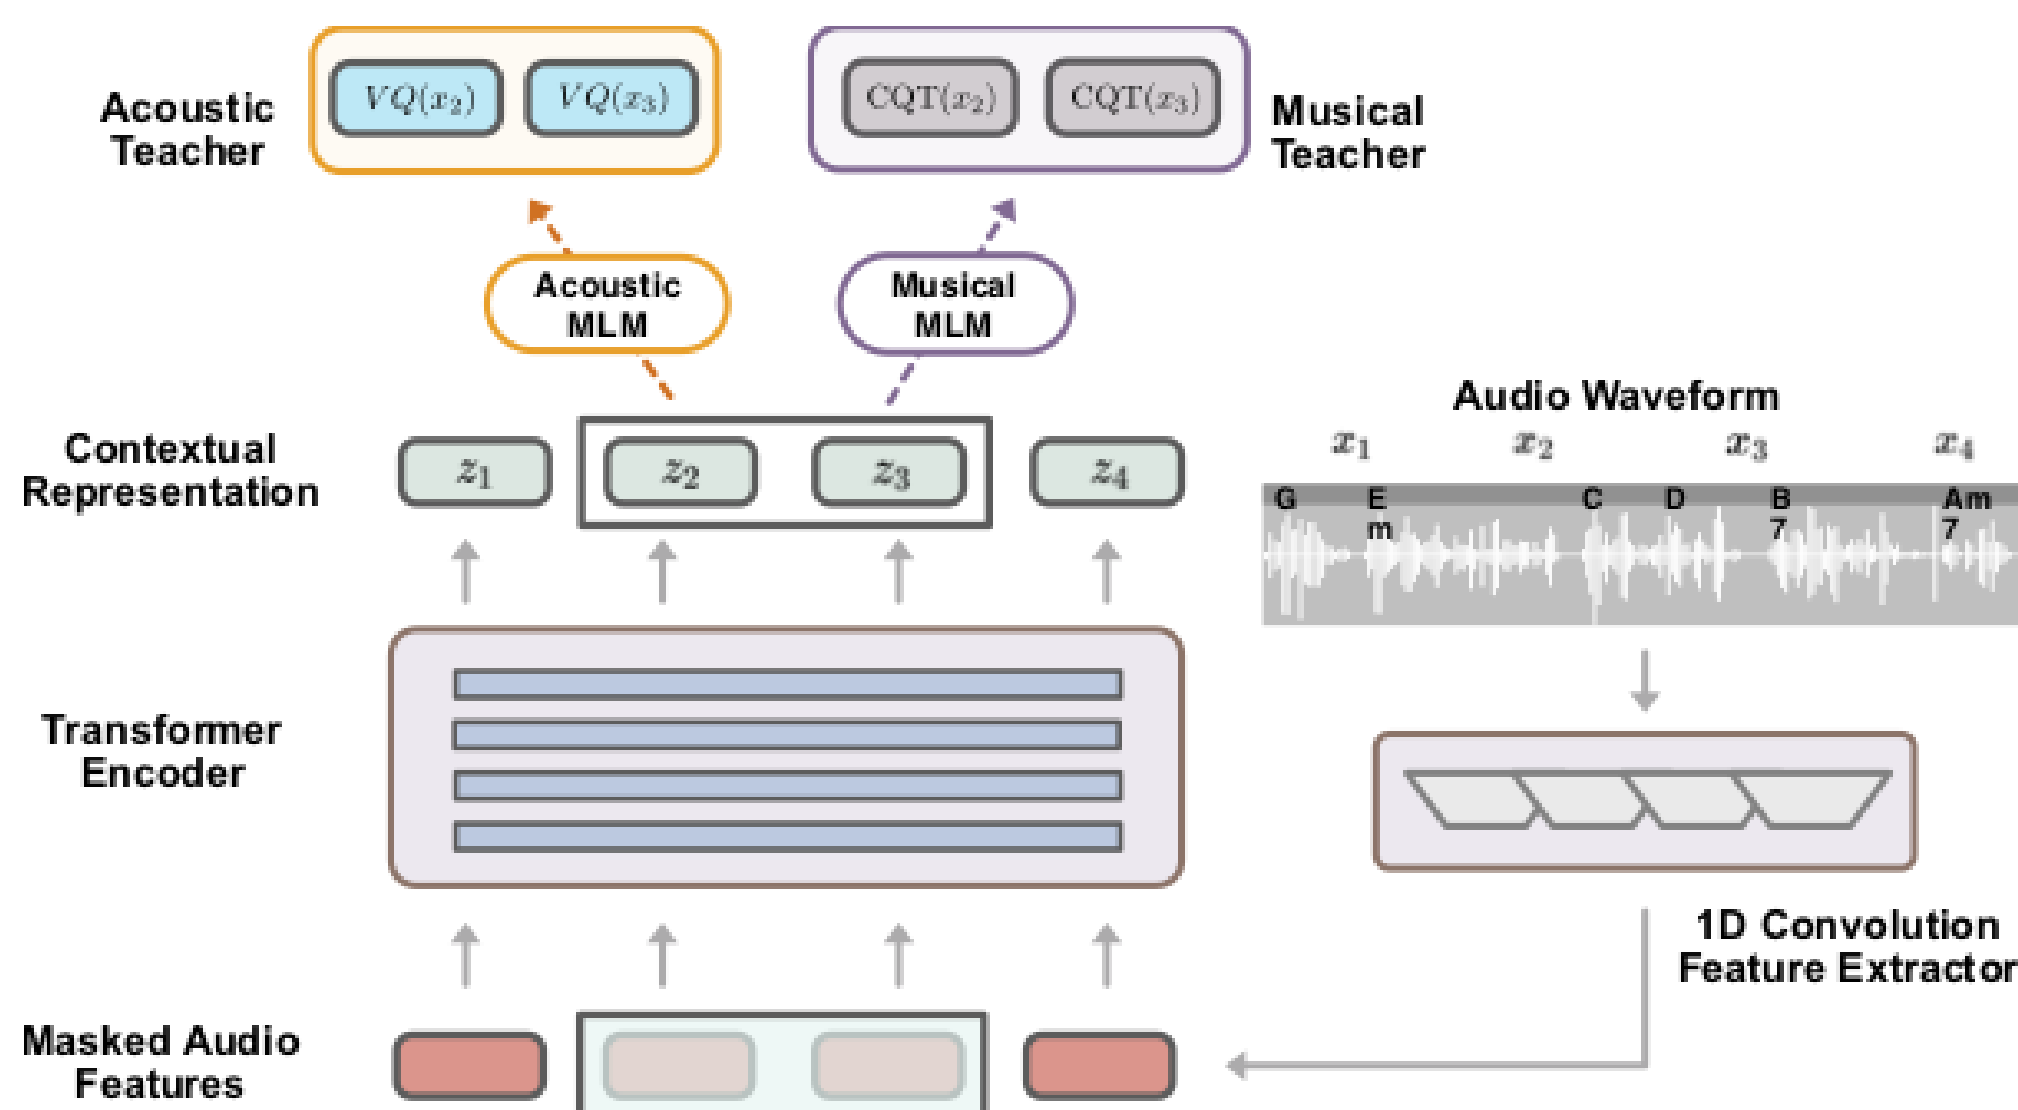 Acoustic
Teacher
VQ(x₂) VQ(x₃)
CQT(x₂) CQT(x₃)
Musical
Teacher
Acoustic
MLM
Musical
MLM
Contextual
Representation
z₁ z₂ z₃ z₄
Audio Waveform
x₁ x₂ x₃ x₄
G E C D B Am
m 7 7
Transformer
Encoder
1D Convolution
Feature Extractor
Masked Audio
Features